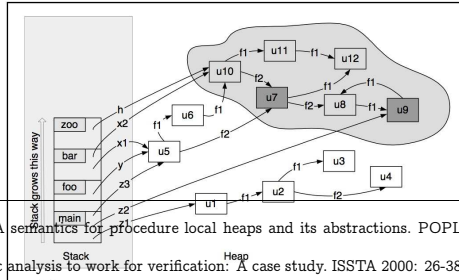 f1
u11
f1
u12
u10
f2
f1
f1
h
u7
f2
u8
f1
u9
zoo
x2
u6
f1
f1
bar
x1
u5
f2
y
foo
z3
u3
u2
f1
u4
f2
main
z2
z1
u1
f1
Stack grows this way
A semantics for procedure local heaps and its abstractions. POPL
Stack
Heap
c analysis to work for verification: A case study. ISSTA 2000: 26-38